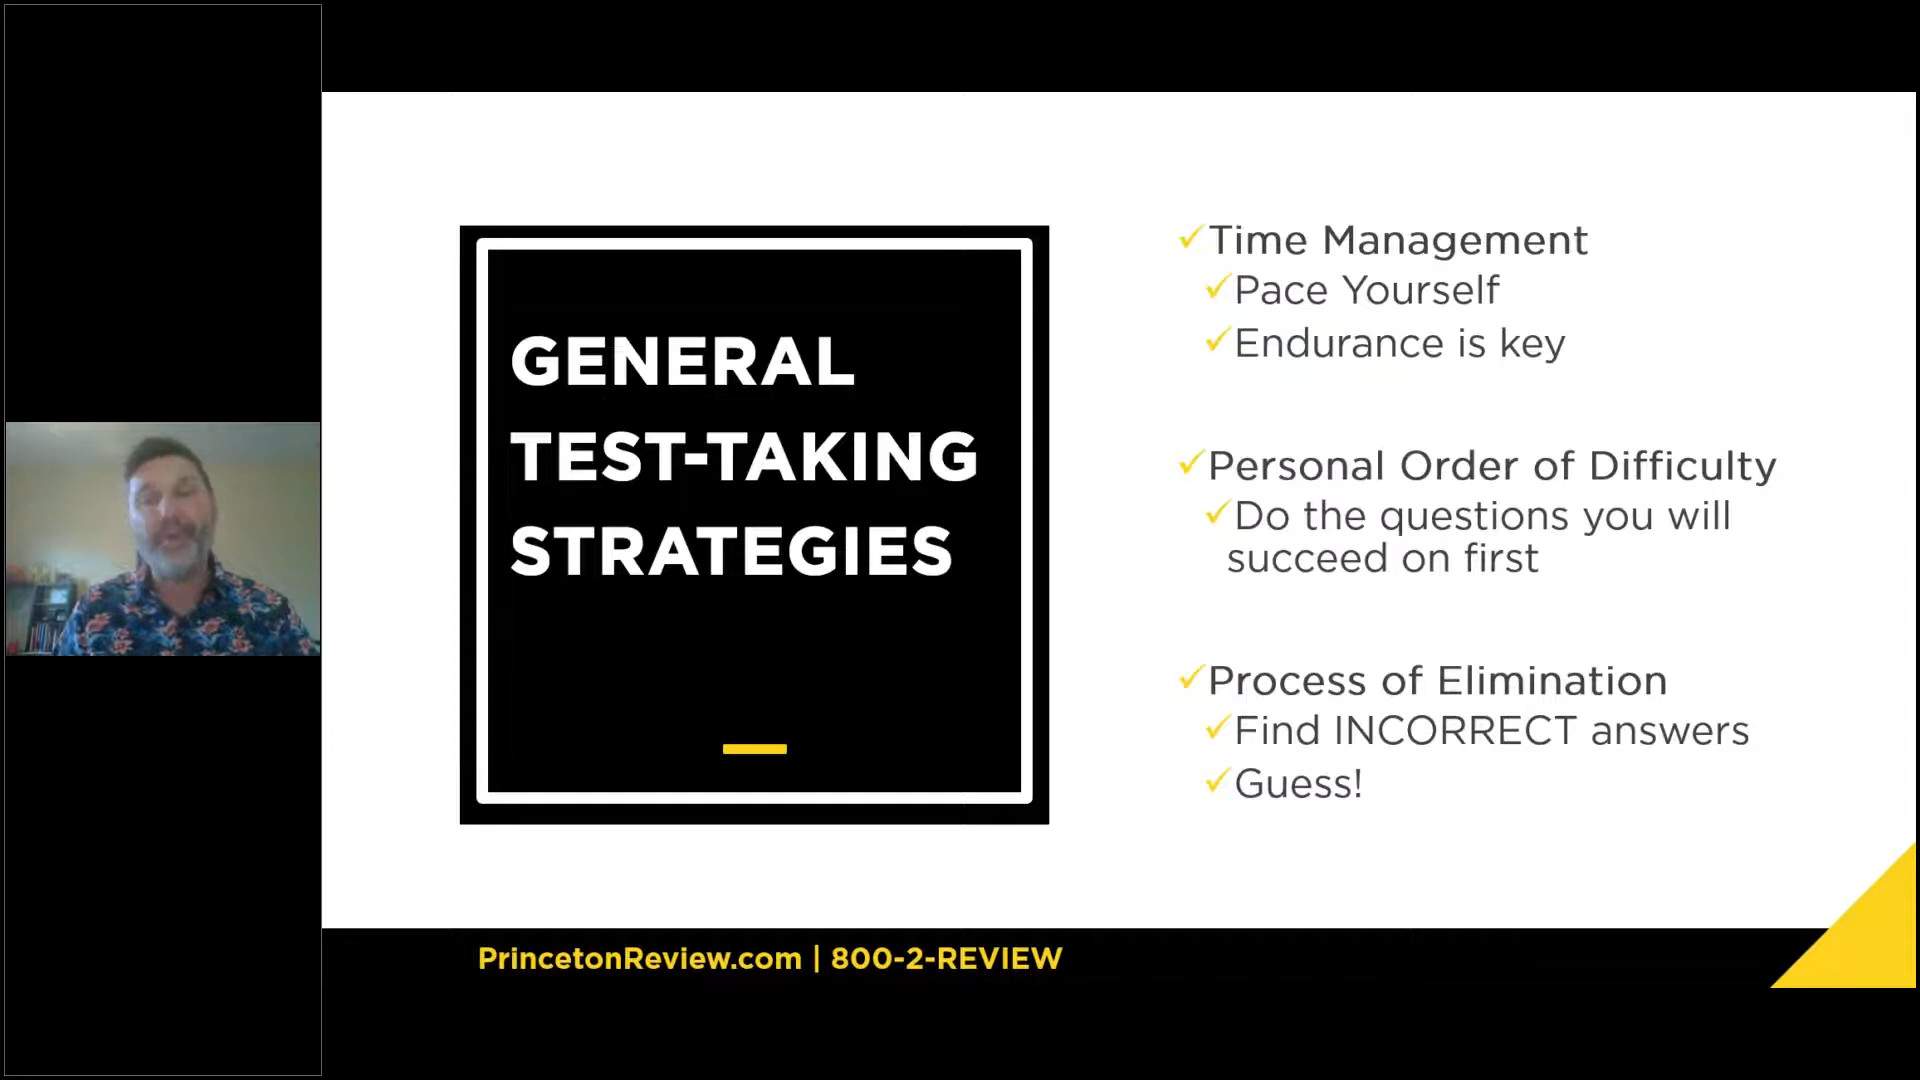 GENERAL
TEST-TAKING
STRATEGIES
✓Time Management
✓Pace Yourself
✓Endurance is key
✓Personal Order of Difficulty
✓Do the questions you will
succeed on first
✓Process of Elimination
✓Find INCORRECT answers
✓Guess!
PrincetonReview.com | 800-2-REVIEW